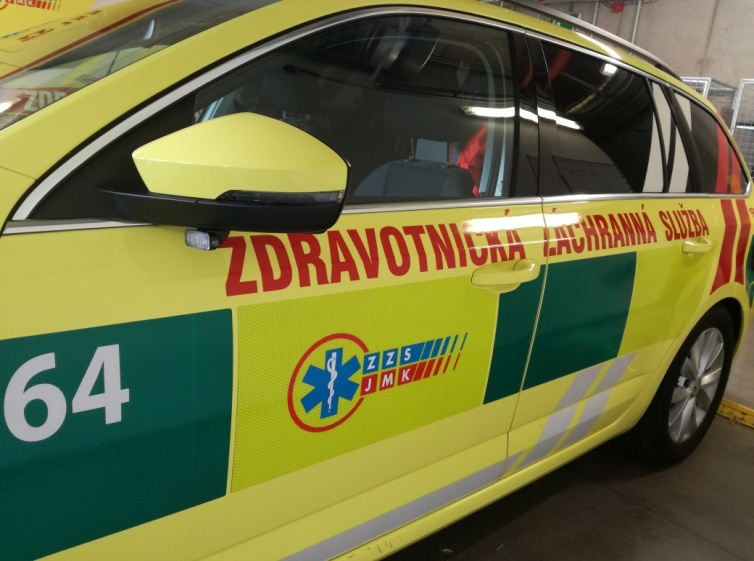 ZDRAVOTNICKÁ ZÁCHRANNÁ SLUŽBA
64
ZZS
JMK